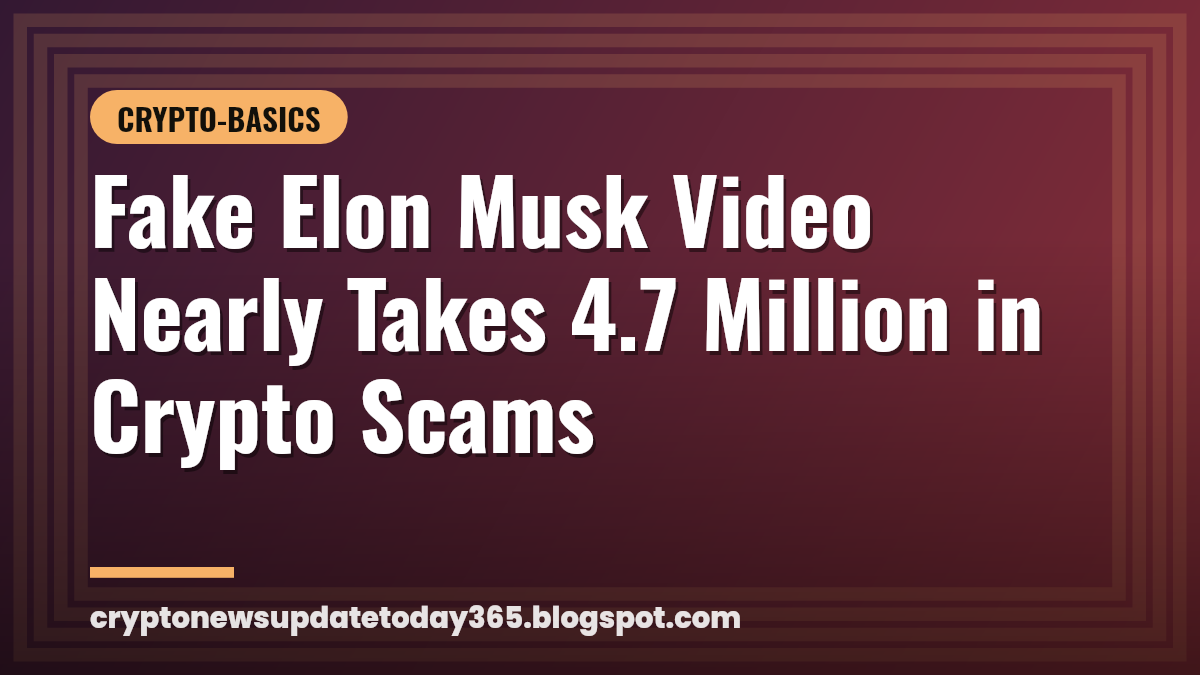 CRYPTO-BASICS
Fake Elon Musk Video
Nearly Takes 4.7 Million in
Crypto Scams
cryptonewsupdatetoday365.blogspot.com